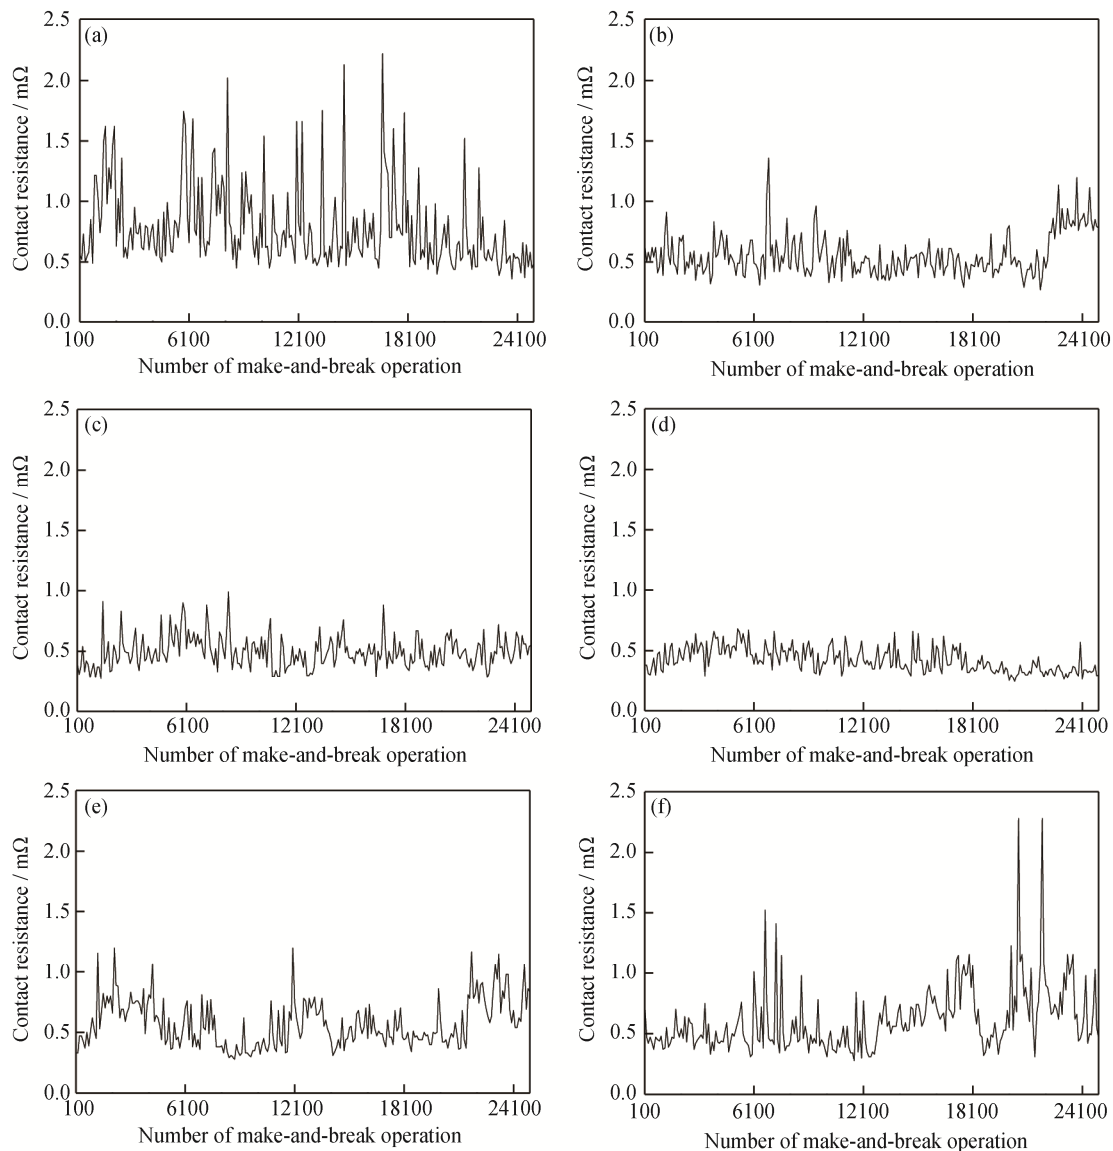 (a)
2.5
2.0
1.5
1.0
0.5
0.0
Contact resistance / mΩ
100 6100 12100 18100 24100
Number of make-and-break operation
(b)
2.5
2.0
1.5
1.0
0.5
0.0
Contact resistance / mΩ
100 6100 12100 18100 24100
Number of make-and-break operation
(c)
2.5
2.0
1.5
1.0
0.5
0.0
Contact resistance / mΩ
100 6100 12100 18100 24100
Number of make-and-break operation
(d)
2.5
2.0
1.5
1.0
0.5
0.0
Contact resistance / mΩ
100 6100 12100 18100 24100
Number of make-and-break operation
(e)
2.5
2.0
1.5
1.0
0.5
0.0
Contact resistance / mΩ
100 6100 12100 18100 24100
Number of make-and-break operation
(f)
2.5
2.0
1.5
1.0
0.5
0.0
Contact resistance / mΩ
100 6100 12100 18100 24100
Number of make-and-break operation